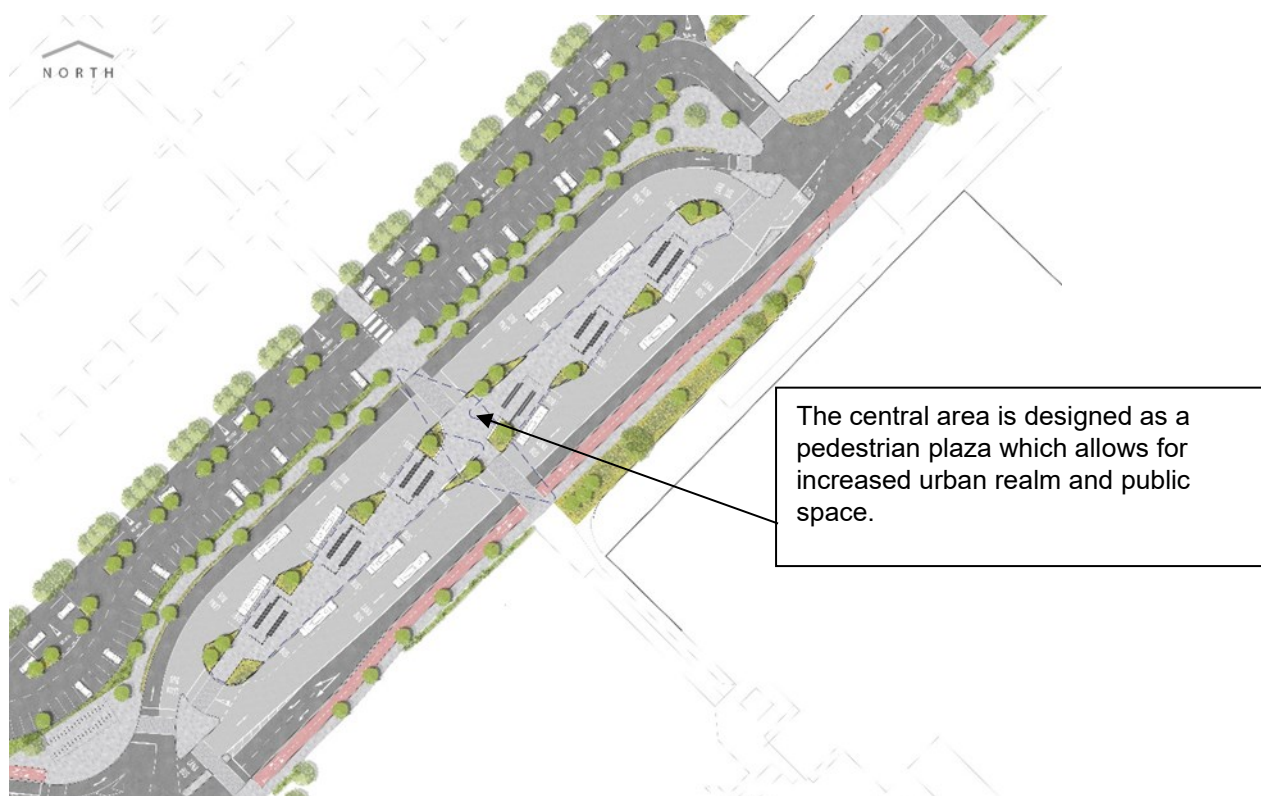 NORTH
The central area is designed as a
pedestrian plaza which allows for
increased urban realm and public
space.